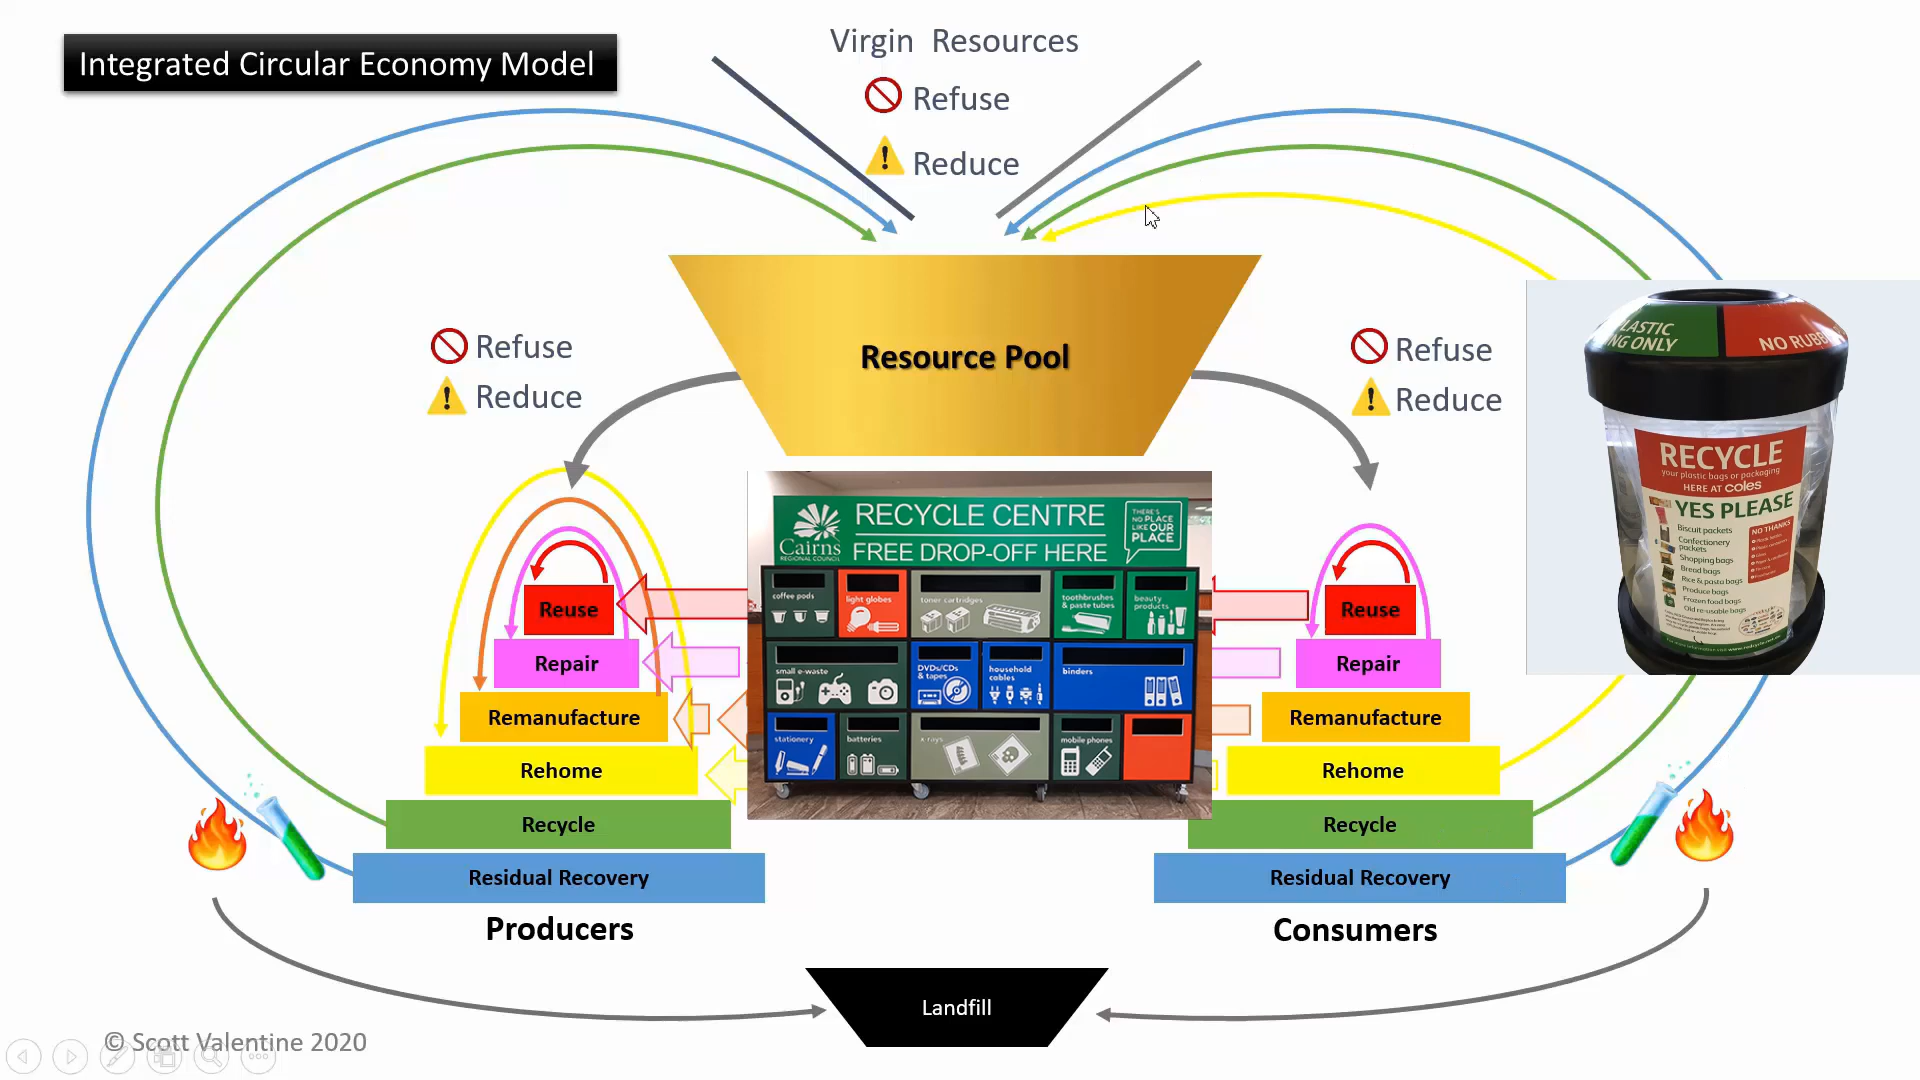 Integrated Circular Economy Model
Virgin Resources
Refuse
Reduce
Resource Pool
Refuse
Reduce
Refuse
Reduce
LASTIC
NG ONLY
NO RUBB
RECYCLE
your plastic bags or packaging
HERE AT coles
YES PLEASE
Biscuit packets
Confectionery
packets
Shopping bags
Bread bags
Rice & pasta bags
Produce bags
Frozen food bags
Old re-usable bags
NO THANKS
Cairns
REGIONAL COUNCIL
RECYCLE CENTRE
FREE DROP-OFF HERE
THERE'S
NO PLACE
LIKE OUR
PLACE
coffee pods
light globes
toner cartridges
toothbrushes
& paste tubes
beauty
products
small e-waste
DVDs/CDs
& tapes
household
cables
binders
stationery
batteries
x-rays
mobile phones
Reuse
Repair
Remanufacture
Rehome
Recycle
Residual Recovery
Producers
Reuse
Repair
Remanufacture
Rehome
Recycle
Residual Recovery
Consumers
Landfill
© Scott Valentine 2020